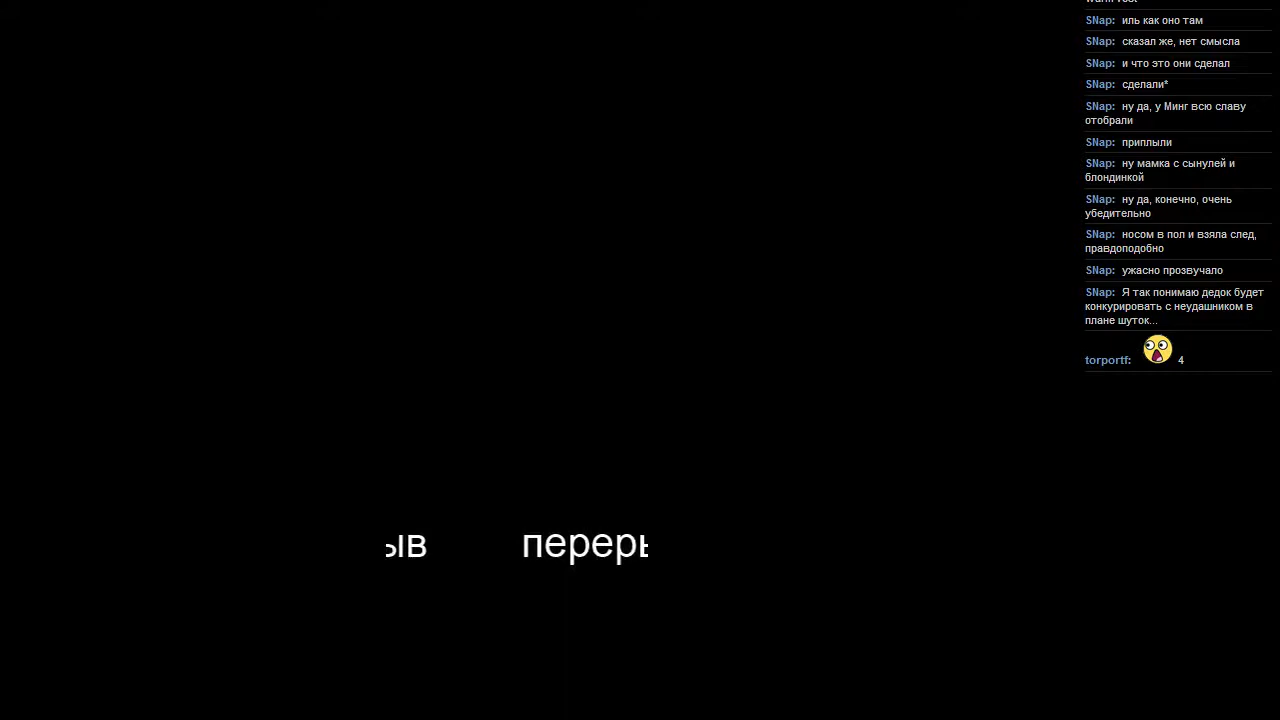 SNap: иль как оно там
SNap: сказал же, нет смысла
SNap: и что это они сделал
SNap: сделали*
SNap: ну да, у Минг всю славу
отобрали
SNap: приплыли
SNap: ну мамка с сынулей и
блондинкой
SNap: ну да, конечно, очень
убедительно
SNap: носом в пол и взяла след,
правдоподобно
SNap: ужасно прозвучало
SNap: Я так понимаю дедок будет
конкурировать с неудашником в
плане шуток...
torportf: 4
ыв переры